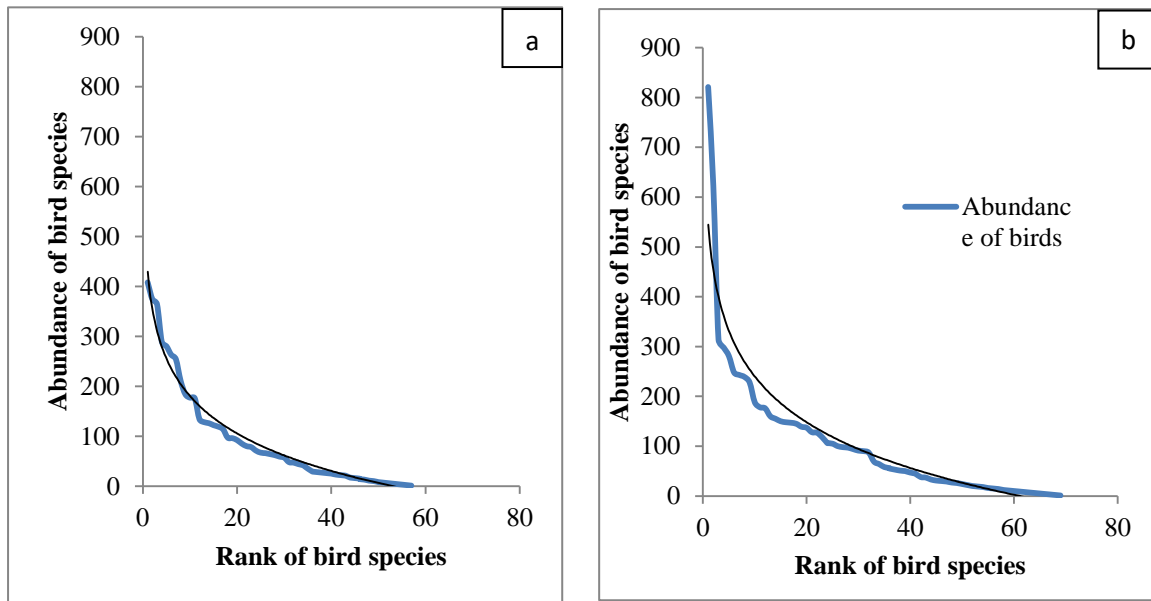 a
900
800
700
600
500
400
300
200
100
0
Abundance of bird species
0 20 40 60 80
Rank of bird species
b
900
800
700
600
500
400
300
200
100
0
Abundance of bird species
Abundanc
e of birds
0 20 40 60 80
Rank of bird species